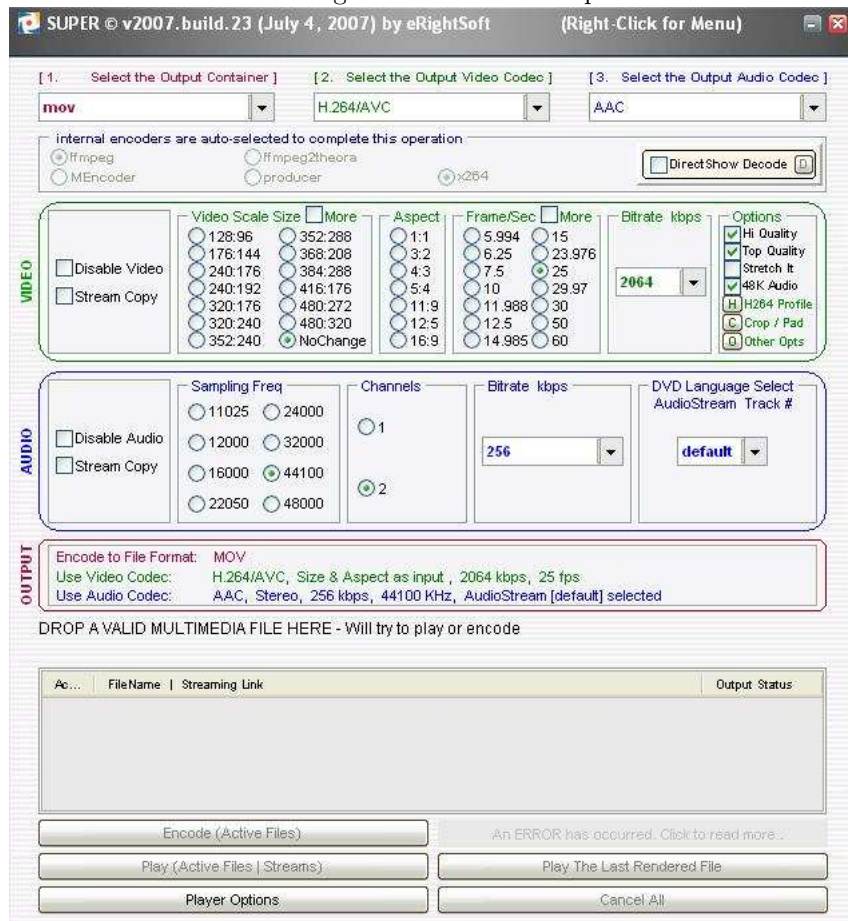 SUPER © v2007.build.23 (July 4, 2007) by eRightSoft (Right-Click for Menu)
[ 1. Select the Output Container ] [ 2. Select the Output Video Codec ] [ 3. Select the Output Audio Codec ]
mov H.264/AVC AAC
internal encoders are auto-selected to complete this operation
ffmpeg ffmpeg2theora
MEncoder producer x264
DirectShow Decode D
VIDEO
Disable Video
Stream Copy
Video Scale Size More
128:96 352:288
176:144 368:208
240:176 384:288
240:192 416:176
320:176 480:272
320:240 480:320
352:240 NoChange
Aspect
1:1
3:2
4:3
5:4
11:9
12:5
16:9
Frame/Sec More
5.994 15
6.25 23.976
7.5 25
10 29.97
11.988 30
12.5 50
14.985 60
Bitrate kbps
2064
Options
Hi Quality
Top Quality
Stretch It
48K Audio
H H264 Profile
C Crop / Pad
O Other Opts
AUDIO
Disable Audio
Stream Copy
Sampling Freq
11025 24000
12000 32000
16000 44100
22050 48000
Channels
1
2
Bitrate kbps
256
DVD Language Select
AudioStream Track #
default
OUTPUT
Encode to File Format: MOV
Use Video Codec: H.264/AVC, Size & Aspect as input , 2064 kbps, 25 fps
Use Audio Codec: AAC, Stereo, 256 kbps, 44100 KHz, AudioStream [default] selected
DROP A VALID MULTIMEDIA FILE HERE - Will try to play or encode
Ac... FileName | Streaming Link Output Status
Encode (Active Files) An ERROR has occurred. Click to read more..
Play (Active Files | Streams) Play The Last Rendered File
Player Options Cancel All